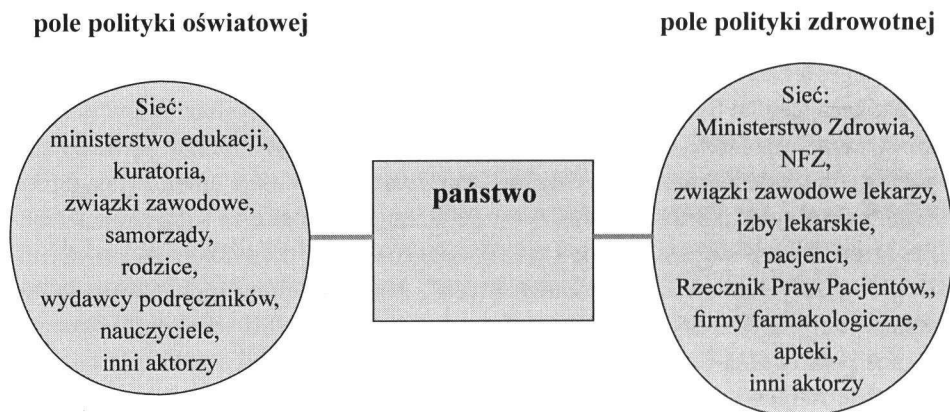 pole polityki oświatowej
Sieć:
ministerstwo edukacji,
kuratoria,
związki zawodowe,
samorządy,
rodzice,
wydawcy podręczników,
nauczyciele,
inni aktorzy
państwo
pole polityki zdrowotnej
Sieć:
Ministerstwo Zdrowia,
NFZ,
związki zawodowe lekarzy,
izby lekarskie,
pacjenci,
Rzecznik Praw Pacjentów,,
firmy farmakologiczne,
apteki,
inni aktorzy